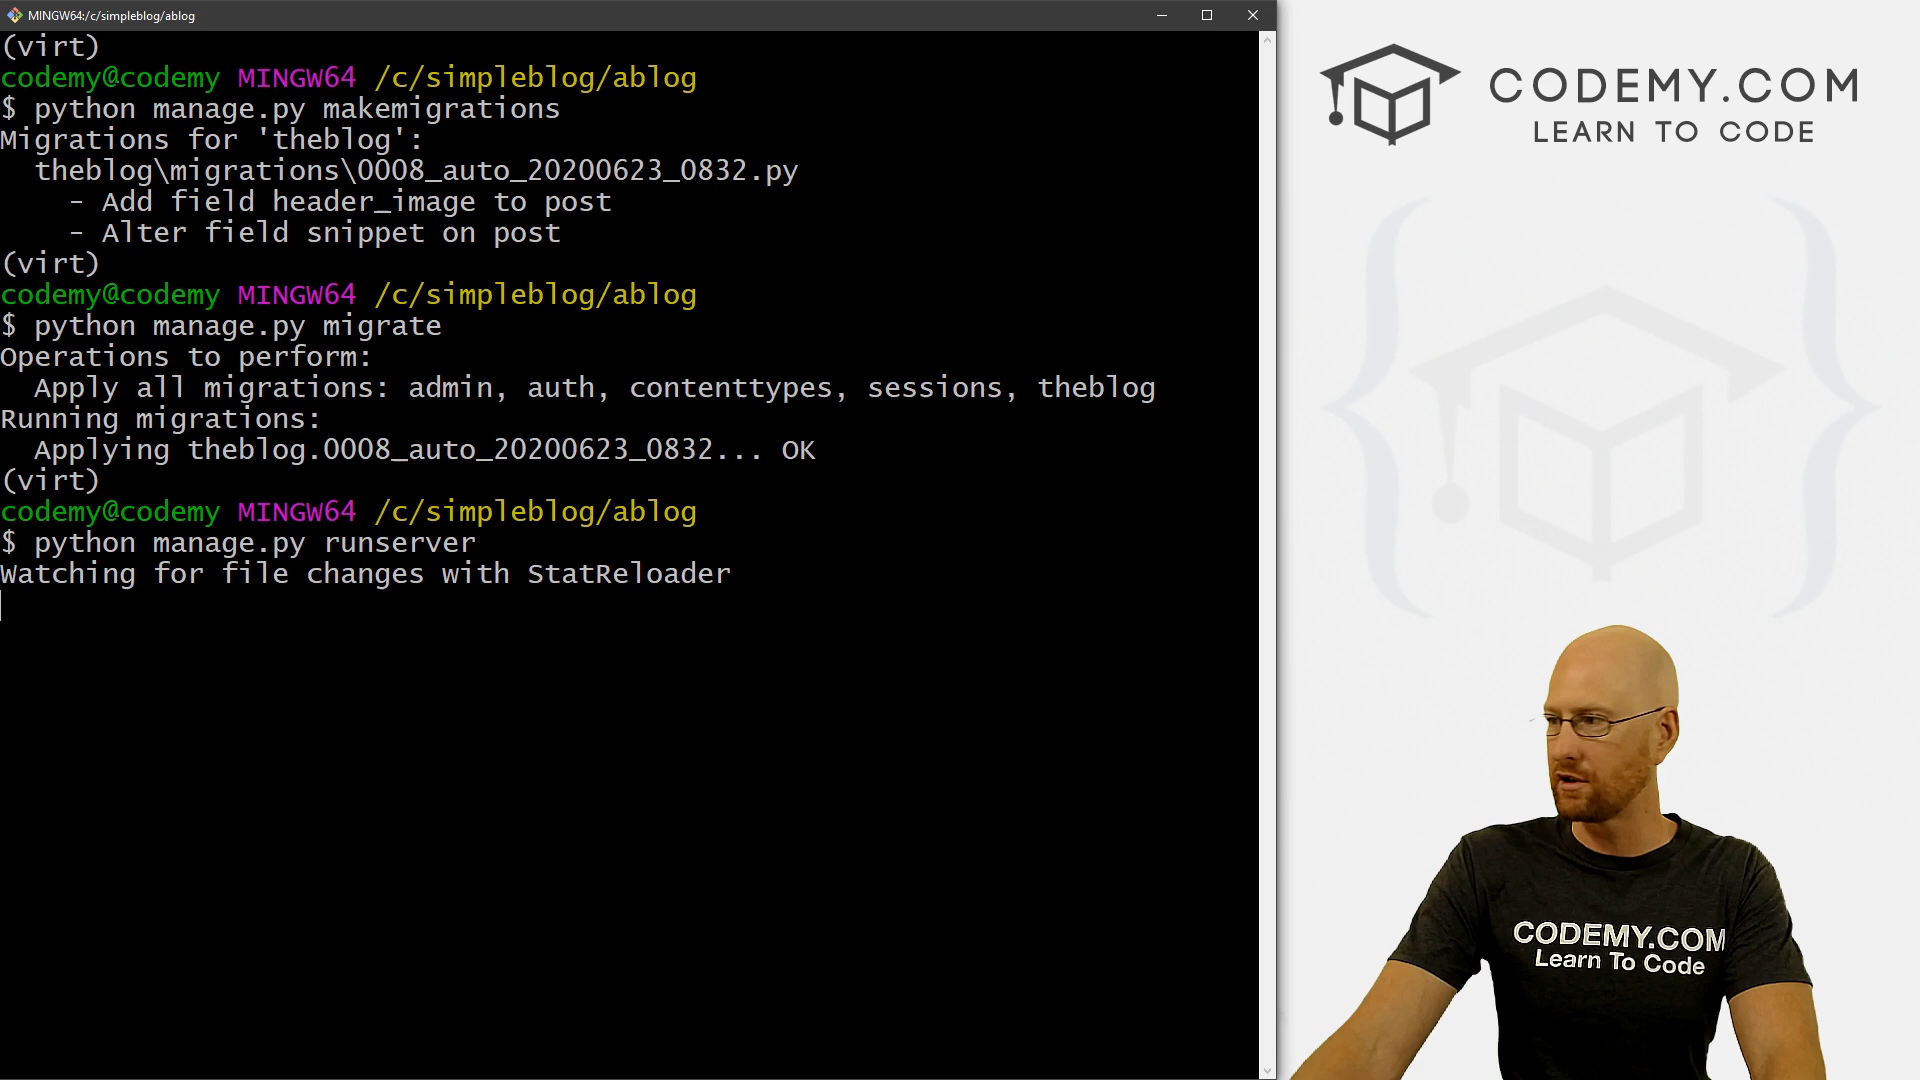 MINGW64:/c/simpleblog/ablog
(virt)
codemy@codemy MINGW64 /c/simpleblog/ablog
$ python manage.py makemigrations
Migrations for 'theblog':
  theblog\migrations\0008_auto_20200623_0832.py
    - Add field header_image to post
    - Alter field snippet on post
(virt)
codemy@codemy MINGW64 /c/simpleblog/ablog
$ python manage.py migrate
Operations to perform:
  Apply all migrations: admin, auth, contenttypes, sessions, theblog
Running migrations:
  Applying theblog.0008_auto_20200623_0832... OK
(virt)
codemy@codemy MINGW64 /c/simpleblog/ablog
$ python manage.py runserver
Watching for file changes with StatReloader
CODEMY.COM
LEARN TO CODE
CODEMY.COM
Learn To Code